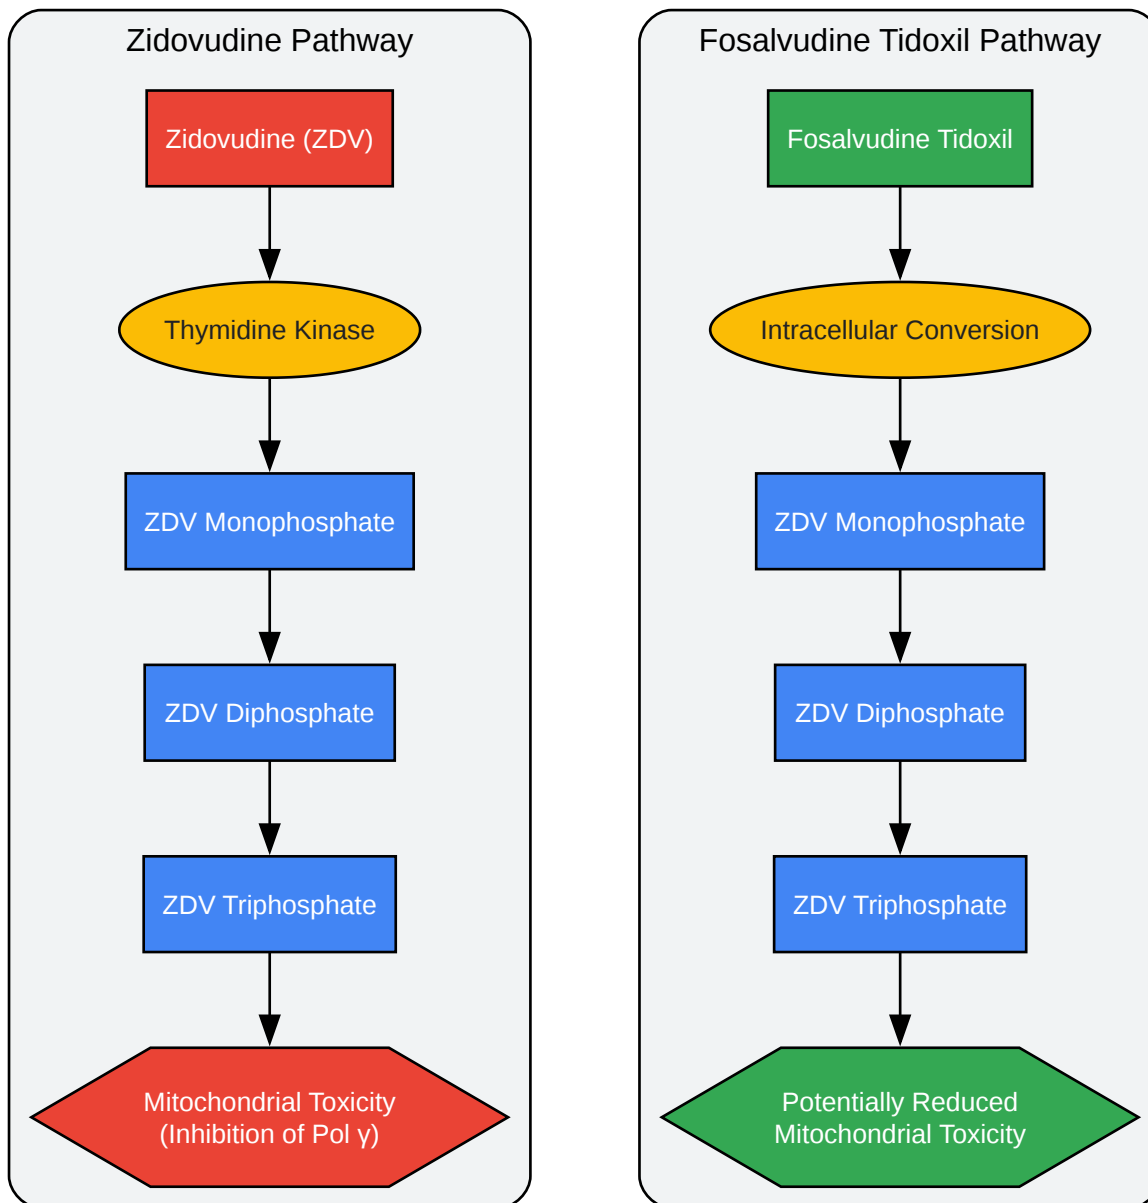 Zidovudine Pathway
Zidovudine (ZDV)
Thymidine Kinase
ZDV Monophosphate
ZDV Diphosphate
ZDV Triphosphate
Mitochondrial Toxicity
(Inhibition of Pol γ)
Fosalvudine Tidoxil Pathway
Fosalvudine Tidoxil
Intracellular Conversion
ZDV Monophosphate
ZDV Diphosphate
ZDV Triphosphate
Potentially Reduced
Mitochondrial Toxicity